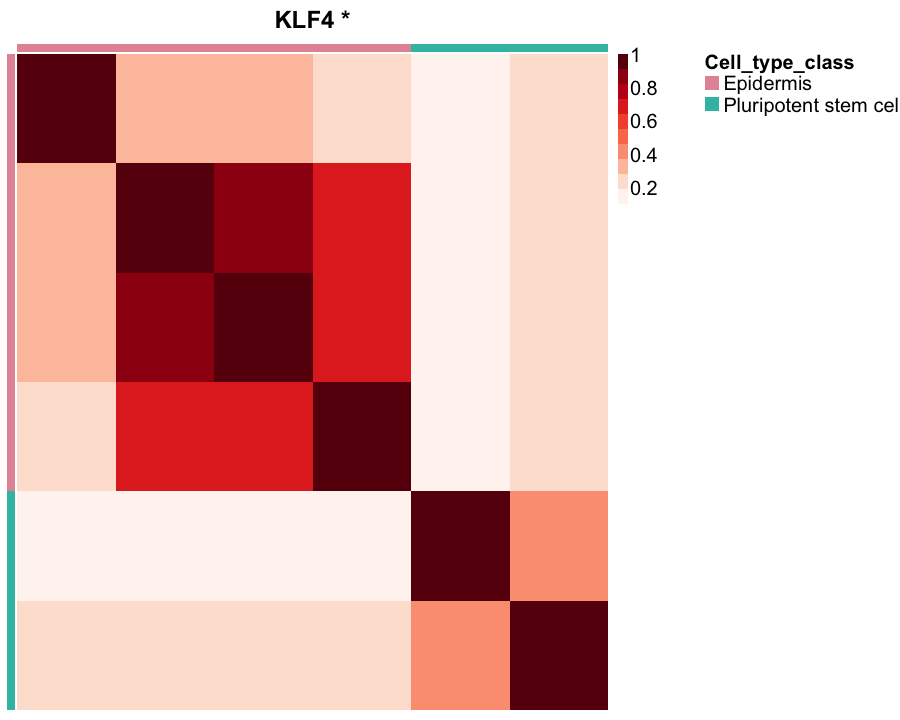 KLF4 *
1
0.8
0.6
0.4
0.2
Cell_type_class
Epidermis
Pluripotent stem cel